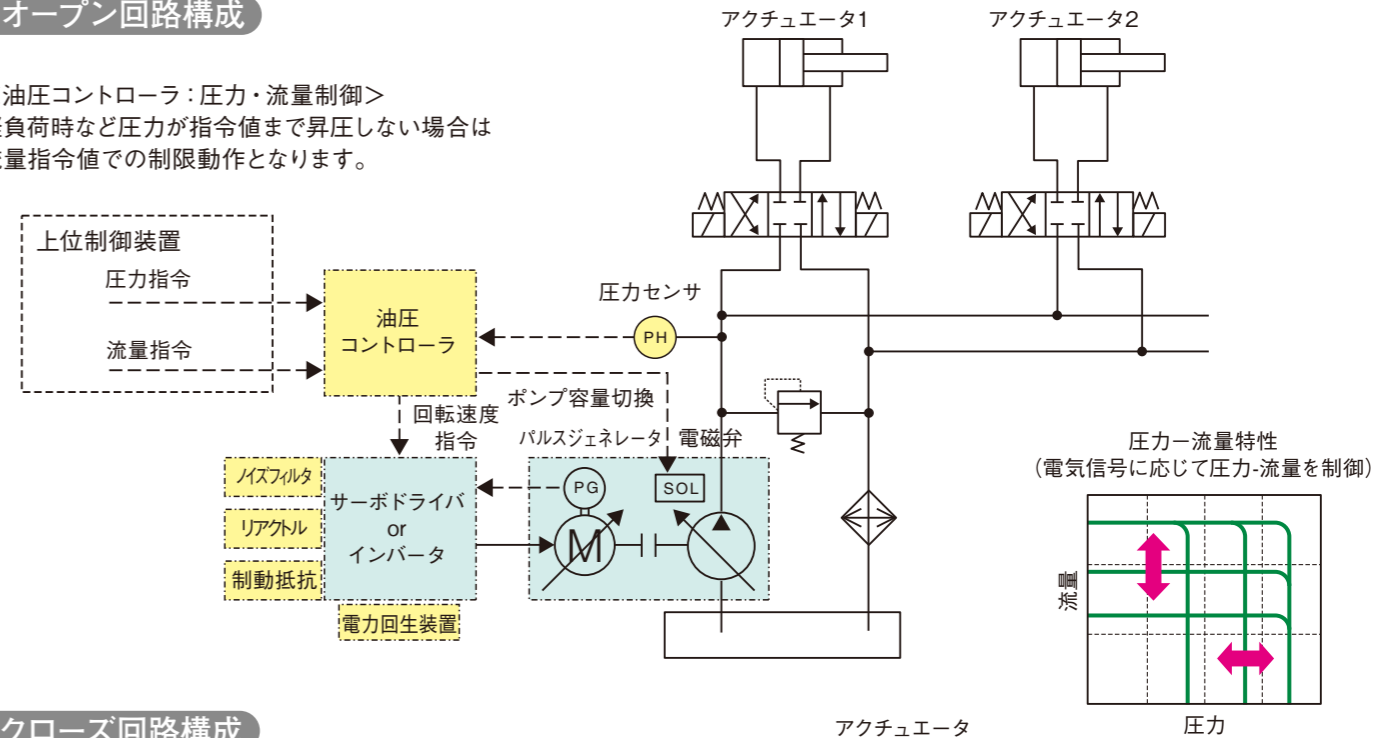 オープン回路構成
アクチュエータ1
アクチュエータ2
油圧コントローラ：圧力・流量制御＞
負荷時など圧力が指令値まで昇圧しない場合は
量指令値での制限動作となります。
上位制御装置
圧力指令
流量指令
油圧
コントローラ
圧力センサ
PH
ポンプ容量切換
回転速度
指令
パルスジェネレータ
電磁弁
ノイズフィルタ
リアクトル
制動抵抗
サーボドライバ
or
インバータ
電力回生装置
PG
SOL
M
圧力ー流量特性
（電気信号に応じて圧力-流量を制御）
流量
圧力
クローズ回路構成
アクチュエータ